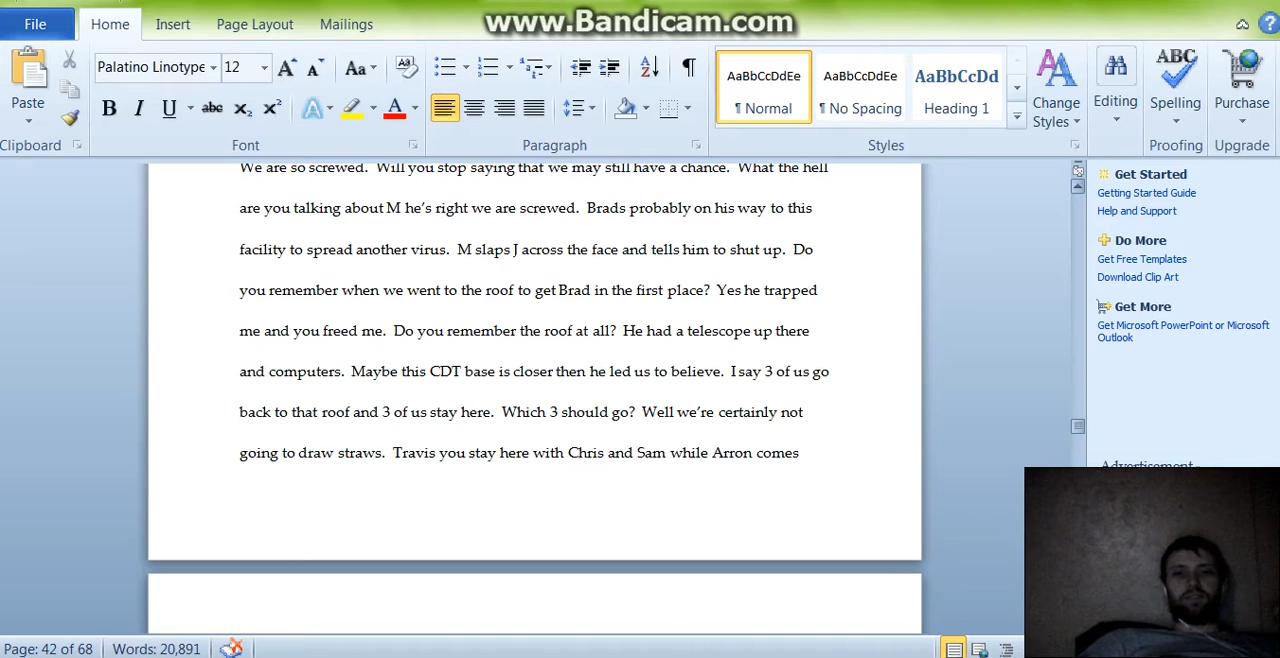 www.Bandicam.com
File Home Insert Page Layout Mailings
Palatino Linotype 12
Aa
AaBbCcDdEe AaBbCcDdEe AaBbCcDd
¶ Normal ¶ No Spacing Heading 1
Paste
B I U abc X₂ X²
Change Styles
Editing
ABC Spelling
Purchase
Clipboard Font Paragraph Styles Proofing Upgrade
We are so screwed. Will you stop saying that we may still have a chance. What the hell
are you talking about M he's right we are screwed. Brads probably on his way to this
facility to spread another virus. M slaps J across the face and tells him to shut up. Do
you remember when we went to the roof to get Brad in the first place? Yes he trapped
me and you freed me. Do you remember the roof at all? He had a telescope up there
and computers. Maybe this CDT base is closer then he led us to believe. I say 3 of us go
back to that roof and 3 of us stay here. Which 3 should go? Well we're certainly not
going to draw straws. Travis you stay here with Chris and Sam while Arron comes
Get Started
Getting Started Guide
Help and Support
Do More
Get Free Templates
Download Clip Art
Get More
Get Microsoft PowerPoint or Microsoft
Outlook
Advertisement
Page: 42 of 68 Words: 20,891